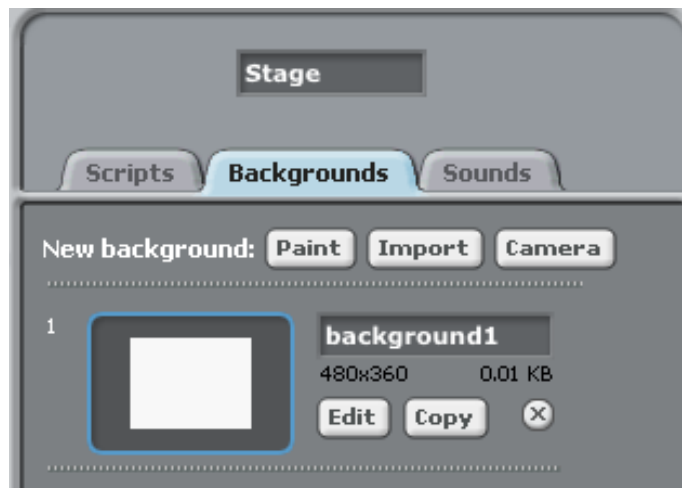 Stage
Scripts Backgrounds Sounds
New background: Paint Import Camera
1
background1
480x360 0.01 KB
Edit Copy X